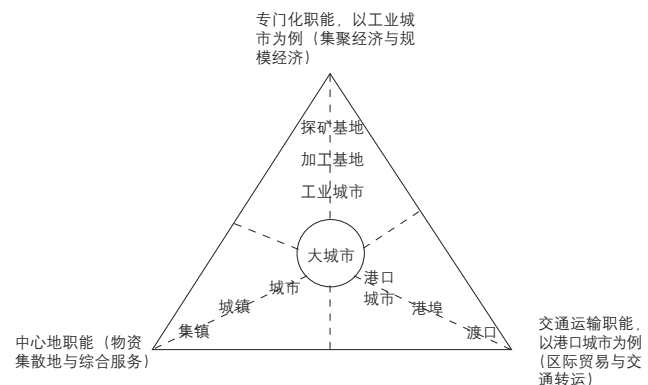 专门化职能，以工业城
市为例（集聚经济与规
模经济）
探矿基地
加工基地
工业城市
大城市
城市
港口
城市
城镇
港埠
集镇
渡口
中心地职能（物资
集散地与综合服务）
交通运输职能，
以港口城市为例
（区际贸易与交
通转运）